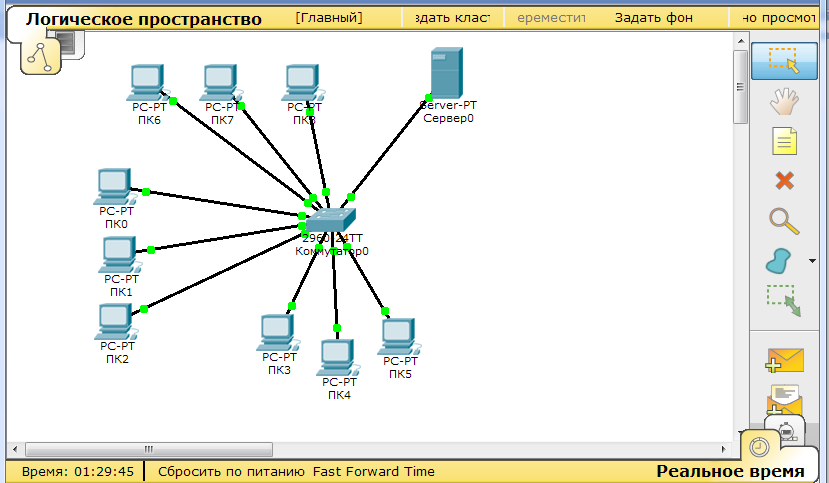 Логическое пространство
[Главный]
здать клас
ереместит
Задать фон
но просмот
PC-PT
ПК6
PC-PT
ПК7
PC-PT
ПК8
Server-PT
Сервер0
PC-PT
ПК0
2960-24TT
Коммутатор0
PC-PT
ПК1
PC-PT
ПК2
PC-PT
ПК3
PC-PT
ПК4
PC-PT
ПК5
Время: 01:29:45
Сбросить по питанию Fast Forward Time
Реальное время